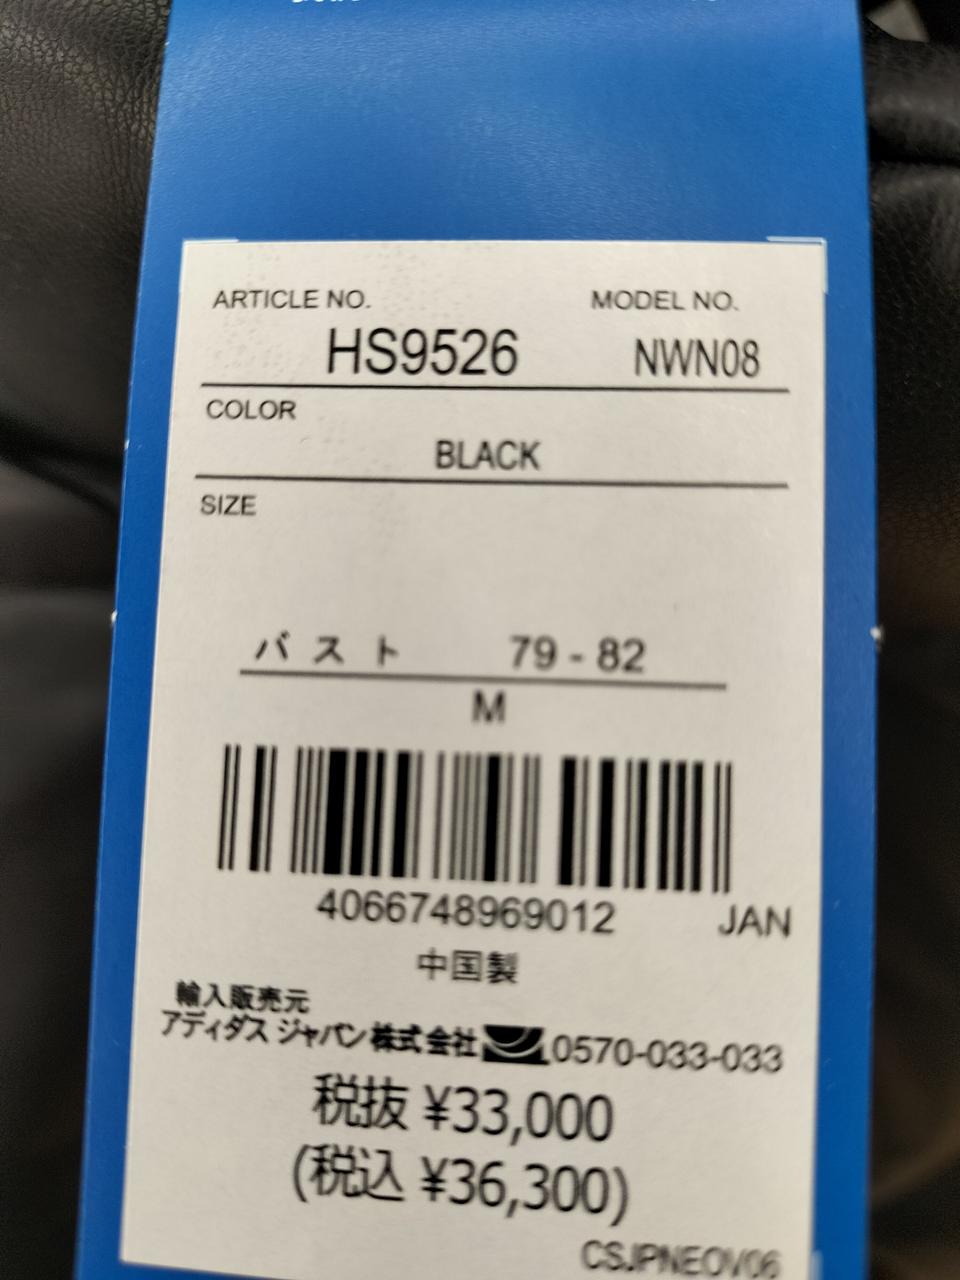 ARTICLE NO. MODEL NO.
HS9526 NWN08
COLOR
BLACK
SIZE
バスト 79 - 82
M
4066748969012 JAN
中国製
輸入販売元
アディダス ジャパン株式会社 0570-033-033
税抜 ¥33,000
(税込 ¥36,300)
CSJPNEOV06